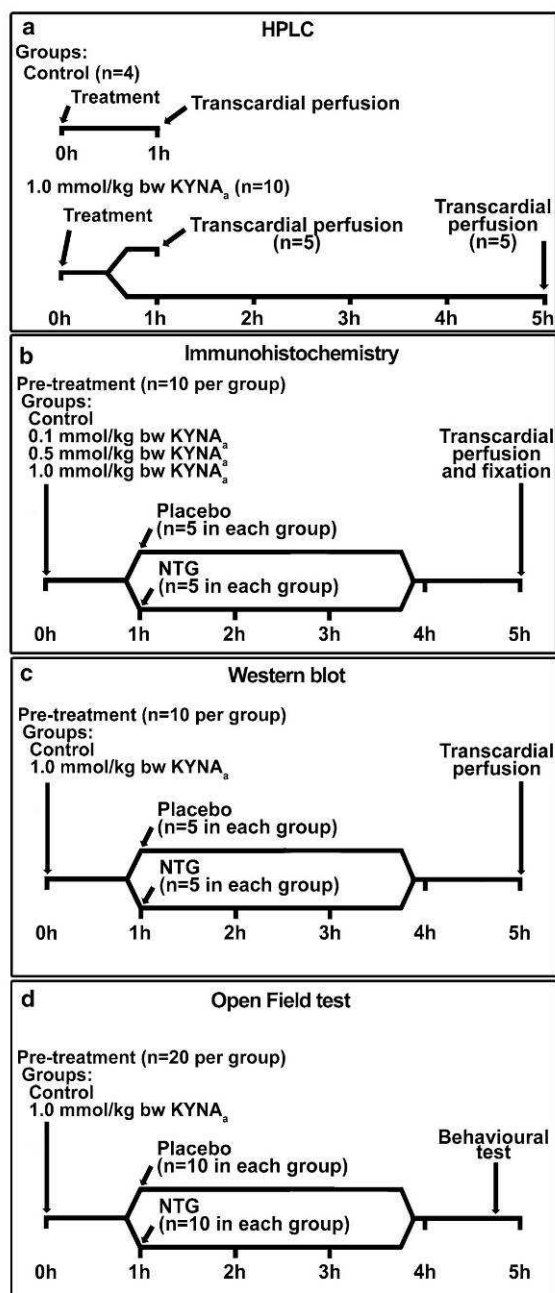 a
HPLC
Groups:
Control (n=4)
Treatment
Transcardial perfusion
0h 1h
1.0 mmol/kg bw KYNAa (n=10)
Treatment
Transcardial perfusion
(n=5)
Transcardial
perfusion
(n=5)
0h 1h 2h 3h 4h 5h
b
Immunohistochemistry
Pre-treatment (n=10 per group)
Groups:
Control
0.1 mmol/kg bw KYNAa
0.5 mmol/kg bw KYNAa
1.0 mmol/kg bw KYNAa
Transcardial
perfusion
and fixation
Placebo
(n=5 in each group)
NTG
(n=5 in each group)
0h 1h 2h 3h 4h 5h
c
Western blot
Pre-treatment (n=10 per group)
Groups:
Control
1.0 mmol/kg bw KYNAa
Transcardial
perfusion
Placebo
(n=5 in each group)
NTG
(n=5 in each group)
0h 1h 2h 3h 4h 5h
d
Open Field test
Pre-treatment (n=20 per group)
Groups:
Control
1.0 mmol/kg bw KYNAa
Behavioural
test
Placebo
(n=10 in each group)
NTG
(n=10 in each group)
0h 1h 2h 3h 4h 5h